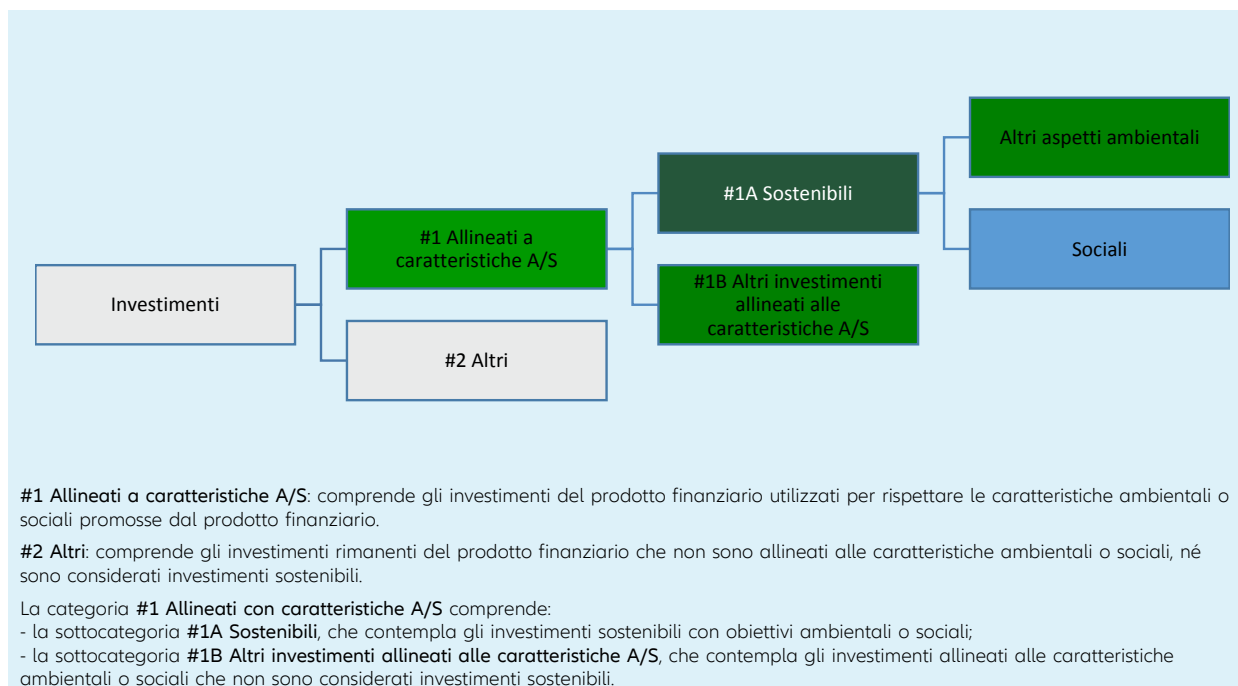 Altri aspetti ambientali
#1A Sostenibili
#1 Allineati a
caratteristiche A/S
Sociali
#1B Altri investimenti
allineati alle
caratteristiche A/S
Investimenti
#2 Altri
#1 Allineati a caratteristiche A/S: comprende gli investimenti del prodotto finanziario utilizzati per rispettare le caratteristiche ambientali o
sociali promosse dal prodotto finanziario.
#2 Altri: comprende gli investimenti rimanenti del prodotto finanziario che non sono allineati alle caratteristiche ambientali o sociali, né
sono considerati investimenti sostenibili.
La categoria #1 Allineati con caratteristiche A/S comprende:
- la sottocategoria #1A Sostenibili, che contempla gli investimenti sostenibili con obiettivi ambientali o sociali;
- la sottocategoria #1B Altri investimenti allineati alle caratteristiche A/S, che contempla gli investimenti allineati alle caratteristiche
ambientali o sociali che non sono considerati investimenti sostenibili.